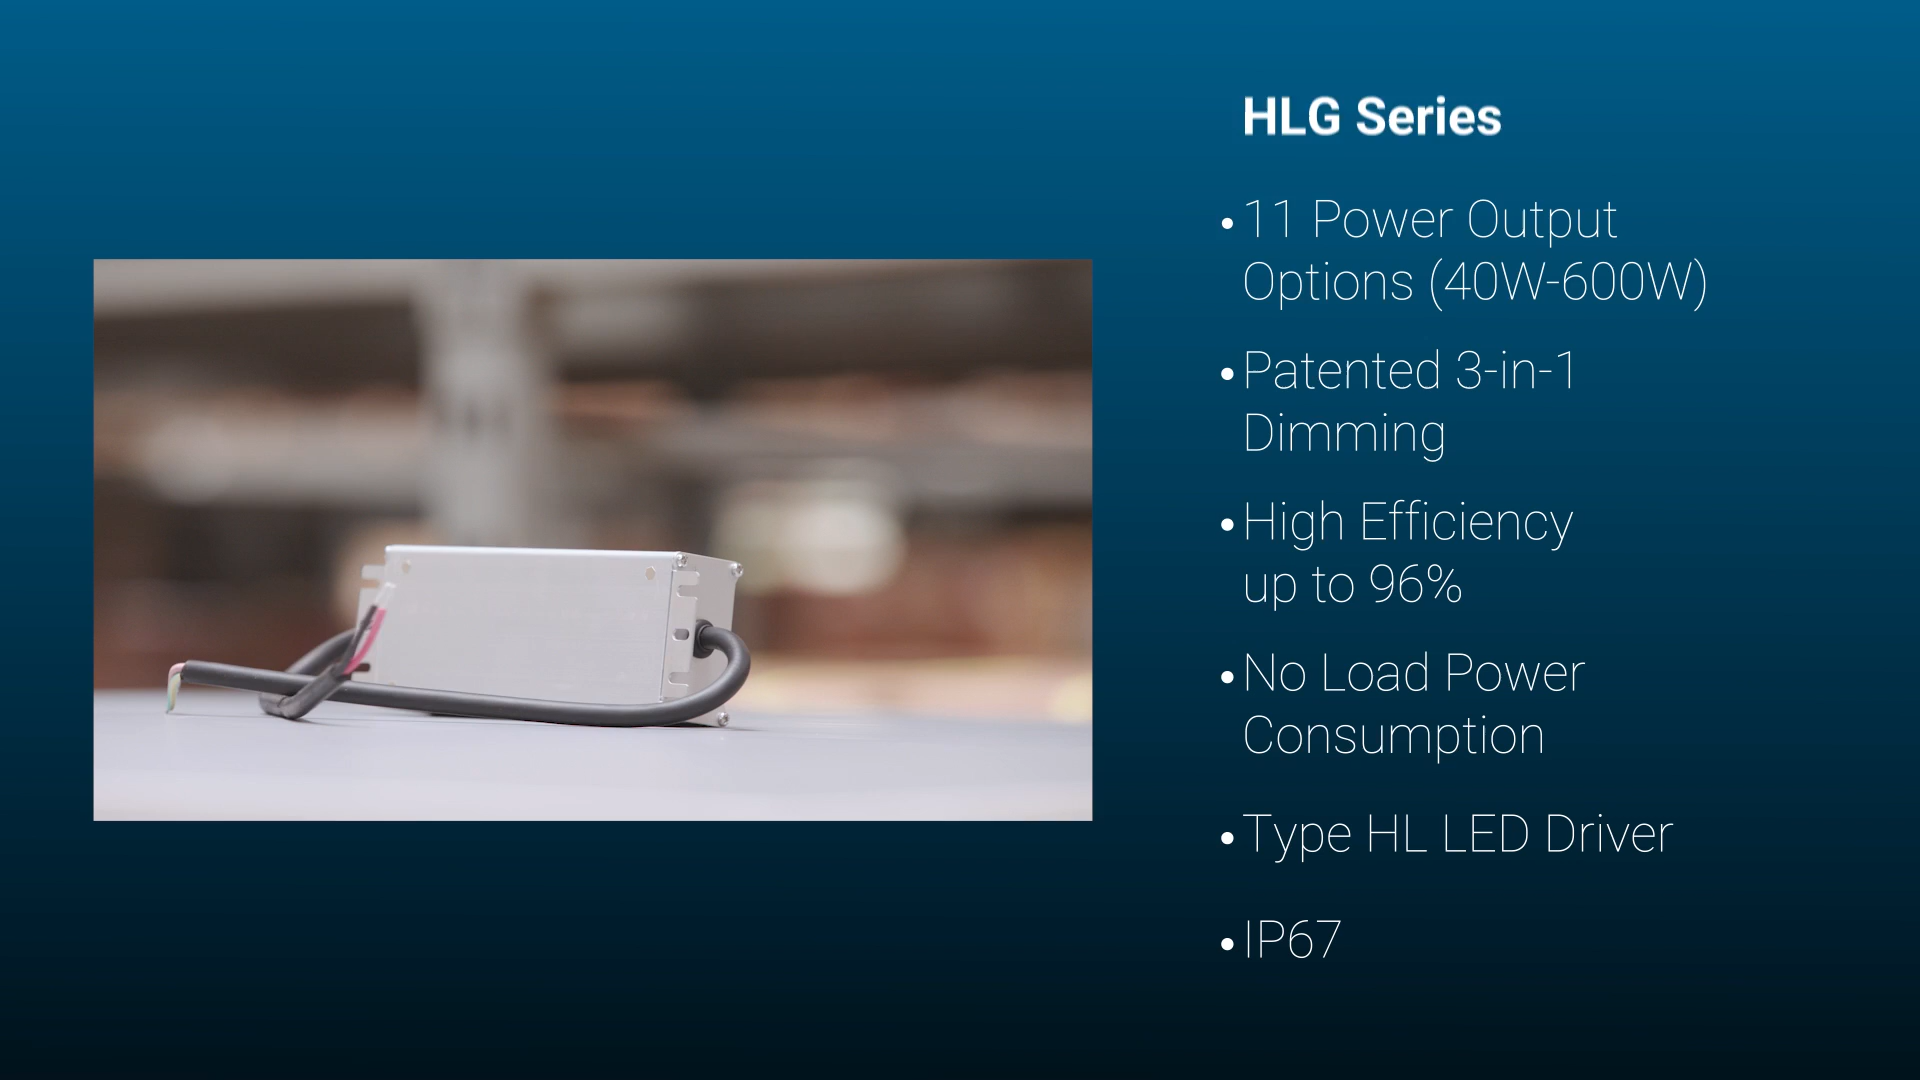 HLG Series
• 11 Power Output
Options (40W-600W)
• Patented 3-in-1
Dimming
• High Efficiency
up to 96%
• No Load Power
Consumption
• Type HL LED Driver
• IP67